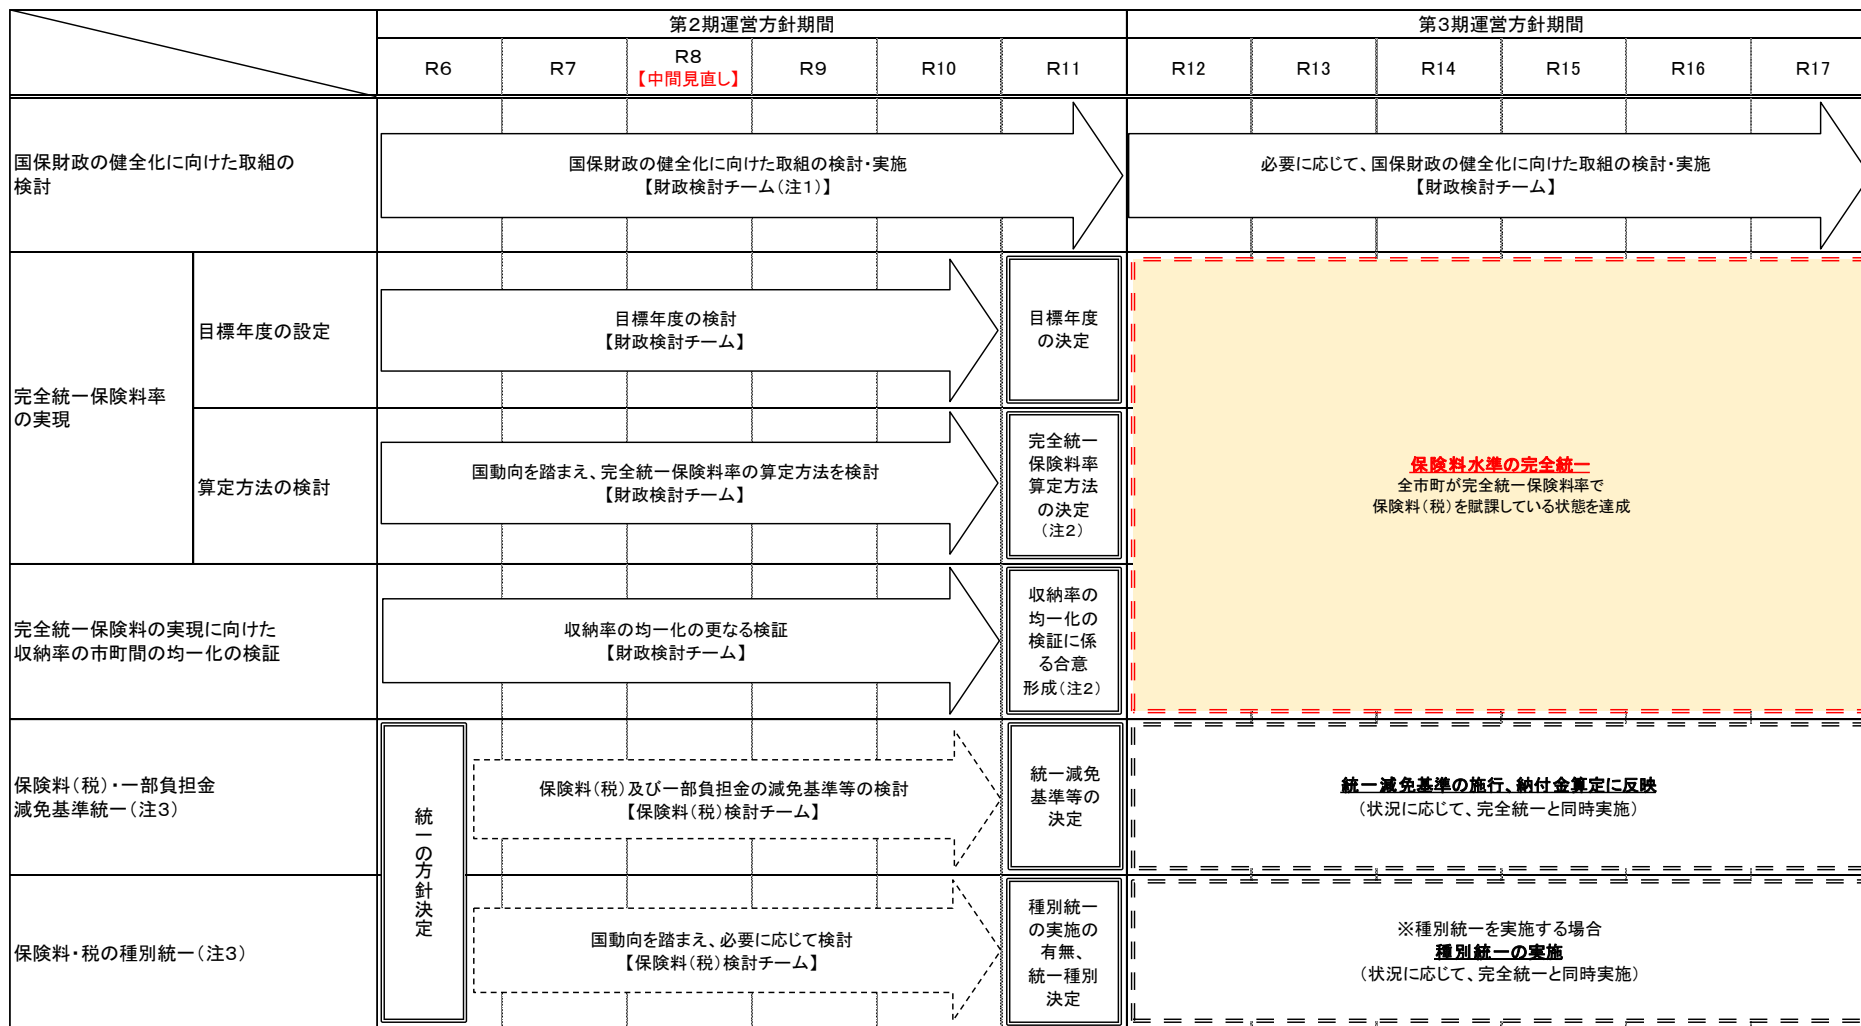 第2期運営方針期間
第3期運営方針期間
R6
R7
R8
【中間見直し】
R9
R10
R11
R12
R13
R14
R15
R16
R17
国保財政の健全化に向けた取組の
検討
国保財政の健全化に向けた取組の検討・実施
【財政検討チーム(注1)】
必要に応じて、国保財政の健全化に向けた取組の検討・実施
【財政検討チーム】
完全統一保険料率
の実現
目標年度の設定
目標年度の検討
【財政検討チーム】
目標年度
の決定
算定方法の検討
国動向を踏まえ、完全統一保険料率の算定方法を検討
【財政検討チーム】
完全統一
保険料率
算定方法
の決定
(注2)
保険料水準の完全統一
全市町が完全統一保険料率で
保険料(税)を賦課している状態を達成
完全統一保険料の実現に向けた
収納率の市町間の均一化の検証
収納率の均一化の更なる検証
【財政検討チーム】
収納率の
均一化の
検証に係
る合意
形成(注2)
保険料(税)・一部負担金
減免基準統一(注3)
統一の方針決定
保険料(税)及び一部負担金の減免基準等の検討
【保険料(税)検討チーム】
統一減免
基準等の
決定
統一減免基準の施行、納付金算定に反映
(状況に応じて、完全統一と同時実施)
保険料・税の種別統一(注3)
国動向を踏まえ、必要に応じて検討
【保険料(税)検討チーム】
種別統一
の実施の
有無、
統一種別
決定
※種別統一を実施する場合
種別統一の実施
(状況に応じて、完全統一と同時実施)